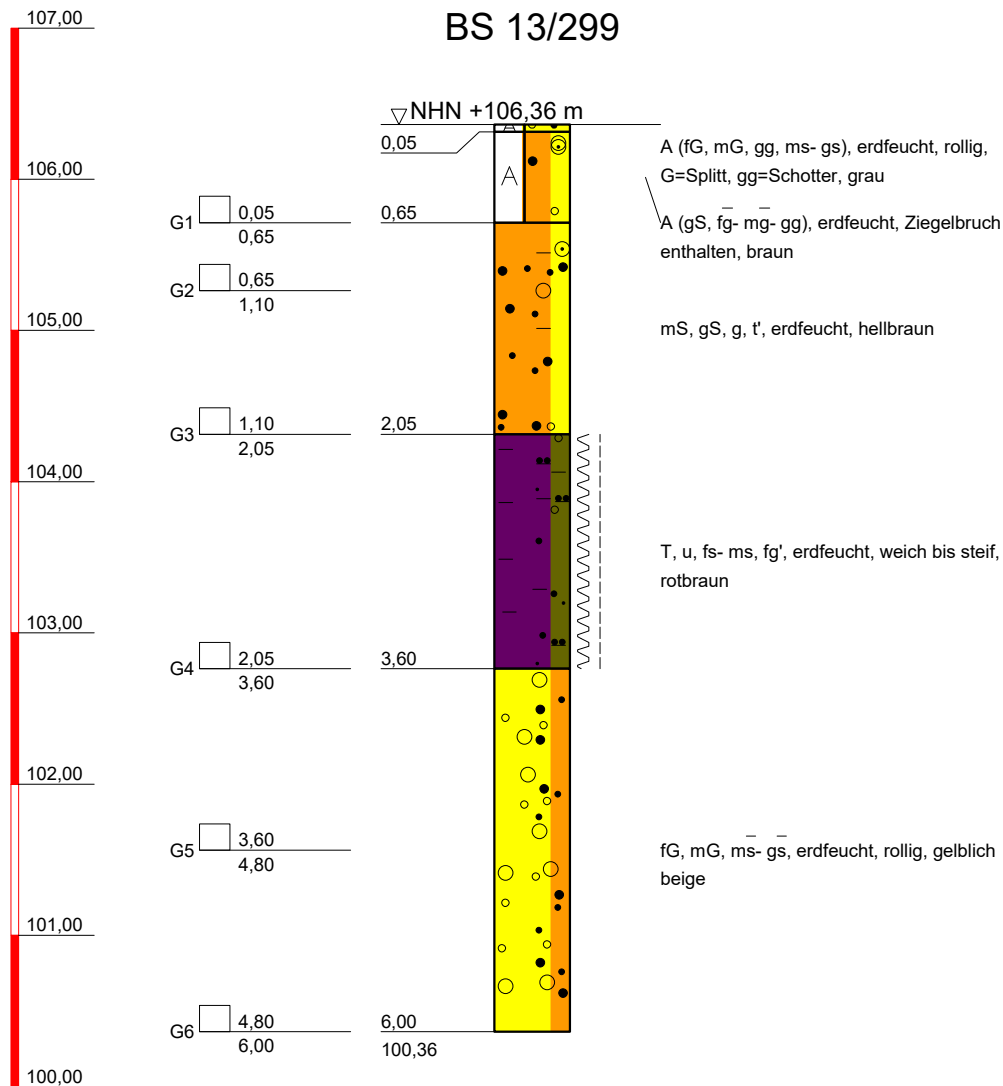 BS 13/299
107,00
NHN +106,36 m
0,05
A (fG, mG, gg, ms- gs), erdfeucht, rollig,
G=Splitt, gg=Schotter, grau
106,00
A
A
G1 0,05
0,65
0,65
A (gS, fg̅- mg̅- gg), erdfeucht, Ziegelbruch
enthalten, braun
G2 0,65
1,10
105,00
mS, gS, g, t', erdfeucht, hellbraun
G3 1,10
2,05
2,05
104,00
T, u, fs- ms, fg', erdfeucht, weich bis steif,
rotbraun
103,00
G4 2,05
3,60
3,60
102,00
G5 3,60
4,80
fG, mG, ms̅- gs̅, erdfeucht, rollig, gelblich
beige
101,00
G6 4,80
6,00
6,00
100,36
100,00